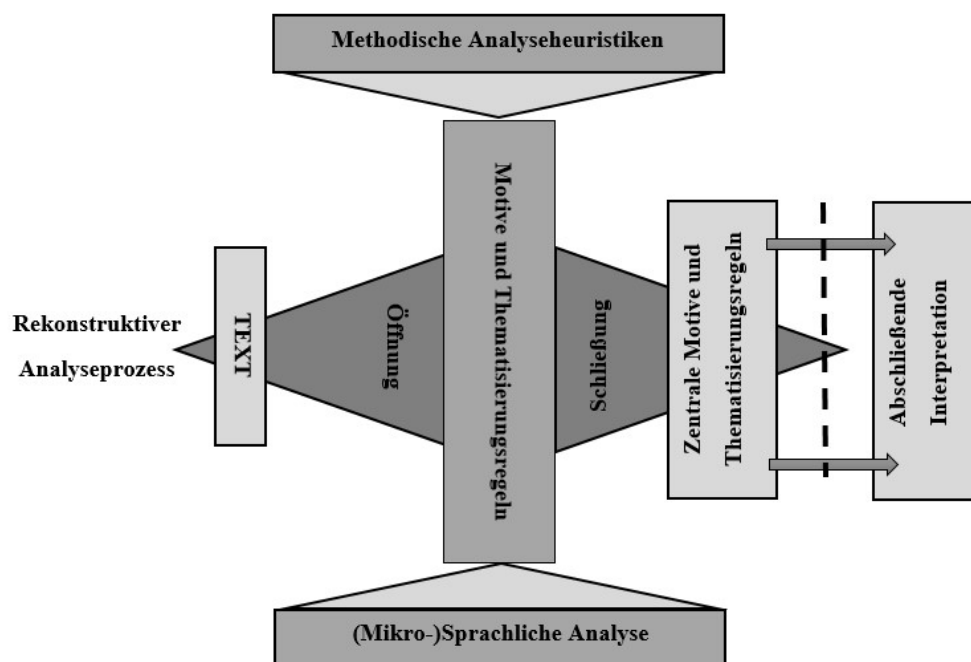 Methodische Analyseheuristiken
Rekonstruktiver
Analyseprozess
TEXT
Öffnung
Motive und Thematisierungsregeln
Schließung
Zentrale Motive und
Thematisierungsregeln
Abschließende
Interpretation
(Mikro-)Sprachliche Analyse